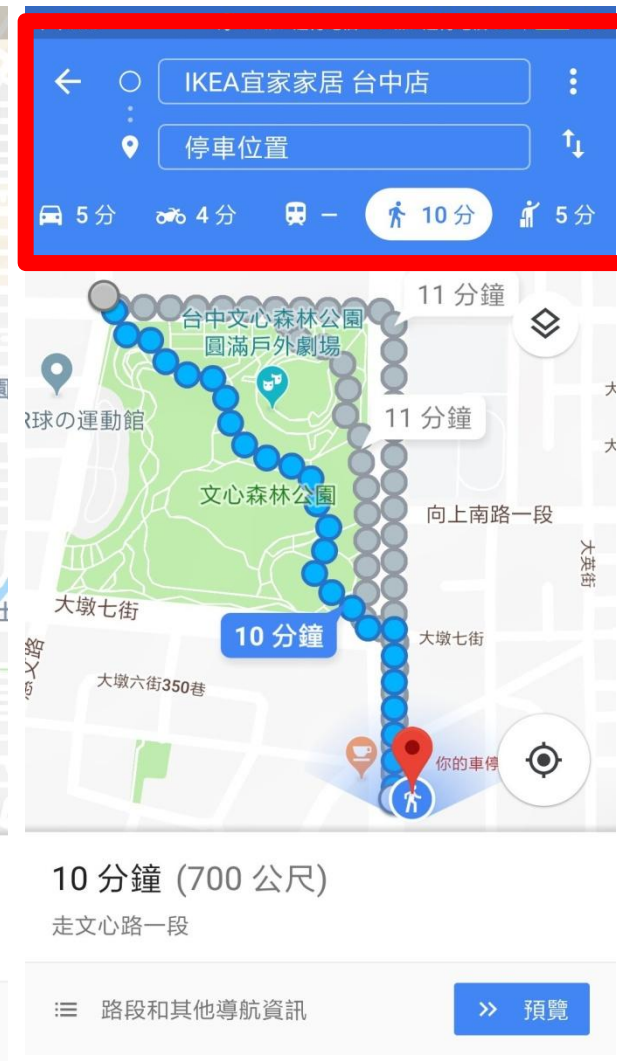 IKEA宜家家居 台中店
停車位置
5 分
4 分
–
10 分
5 分
11 分鐘
台中文心森林公園
圓滿戶外劇場
球の運動館
11 分鐘
文心森林公園
向上南路一段
大英街
大墩七街
10 分鐘
大墩七街
大墩六街350巷
你的車停
10 分鐘 (700 公尺)
走文心路一段
路段和其他導航資訊
預覽